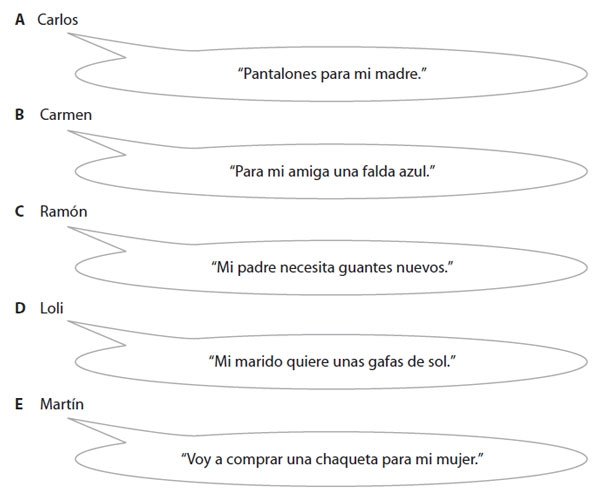 A Carlos
“Pantalones para mi madre.”
B Carmen
“Para mi amiga una falda azul.”
C Ramón
“Mi padre necesita guantes nuevos.”
D Loli
“Mi marido quiere unas gafas de sol.”
E Martín
“Voy a comprar una chaqueta para mi mujer.”